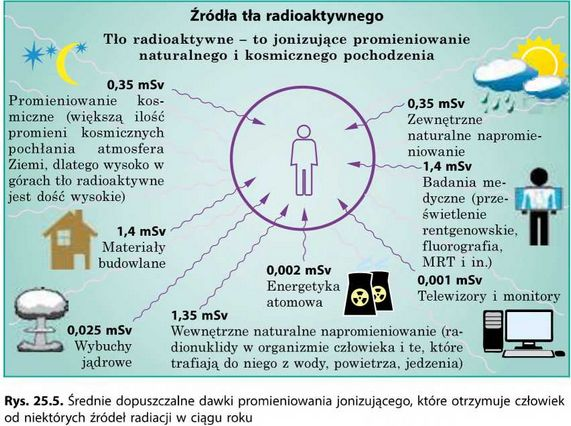 Źródła tła radioaktywnego
Tło radioaktywne – to jonizujące promieniowanie
naturalnego i kosmicznego pochodzenia
0,35 mSv
Promieniowanie kos-
miczne (większą ilość
promieni kosmicznych
pochłania atmosfera
Ziemi, dlatego wysoko w
górach tło radioaktywne
jest dość wysokie)
0,35 mSv
Zewnętrzne
naturalne napromie-
niowanie
1,4 mSv
Badania me-
dyczne (prze-
świetlenie
rentgenowskie,
fluorografia,
MRT i in.)
1,4 mSv
Materiały
budowlane
0,002 mSv
Energetyka
atomowa
0,001 mSv
Telewizory i monitory
0,025 mSv
Wybuchy
jądrowe
1,35 mSv
Wewnętrzne naturalne napromieniowanie (ra-
dionuklidy w organizmie człowieka i te, które
trafiają do niego z wody, powietrza, jedzenia)
Rys. 25.5. Średnie dopuszczalne dawki promieniowania jonizującego, które otrzymuje człowiek
od niektórych źródeł radiacji w ciągu roku